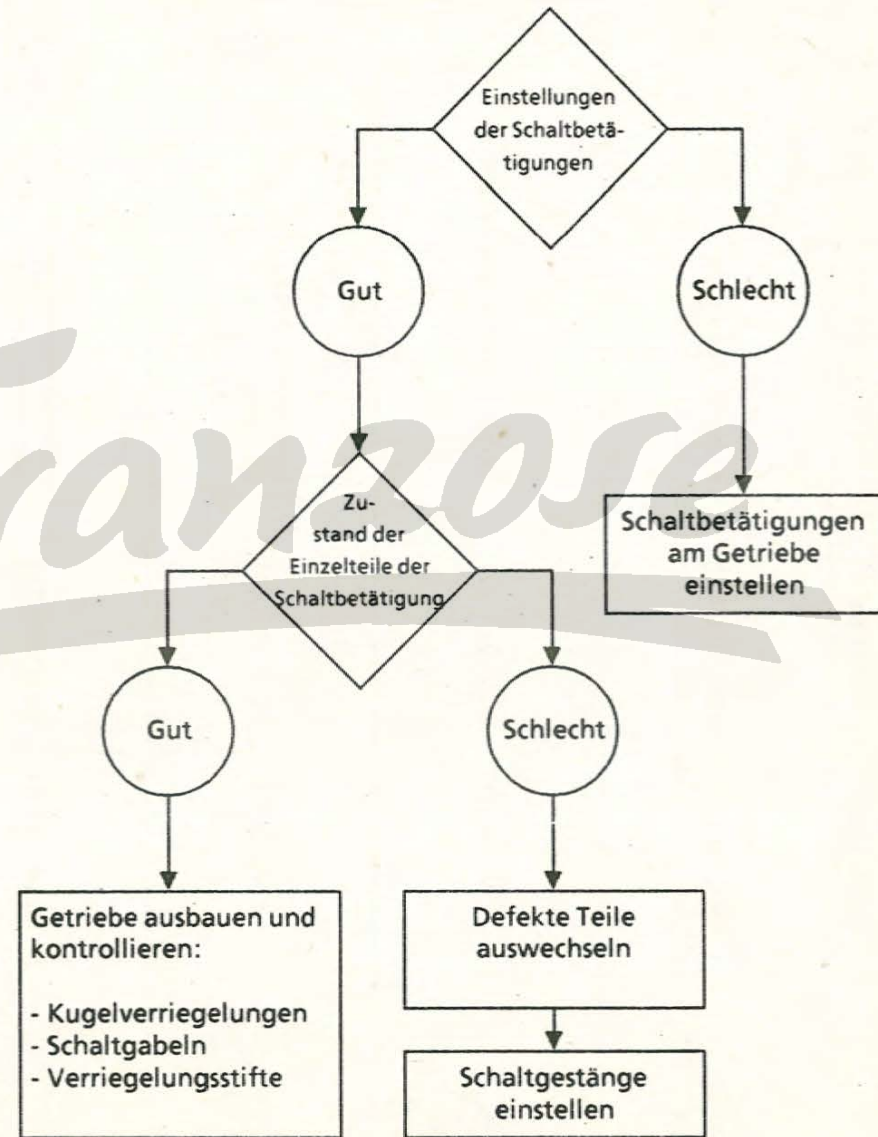 Einstellungen
der Schaltbetä-
tigungen
Gut
Schlecht
Franzose
Zu-
stand der
Einzelteile der
Schaltbetätigung
Schaltbetätigungen
am Getriebe
einstellen
Gut
Schlecht
Getriebe ausbauen und
kontrollieren:
- Kugelverriegelungen
- Schaltgabeln
- Verriegelungsstifte
Defekte Teile
auswechseln
Schaltgestänge
einstellen